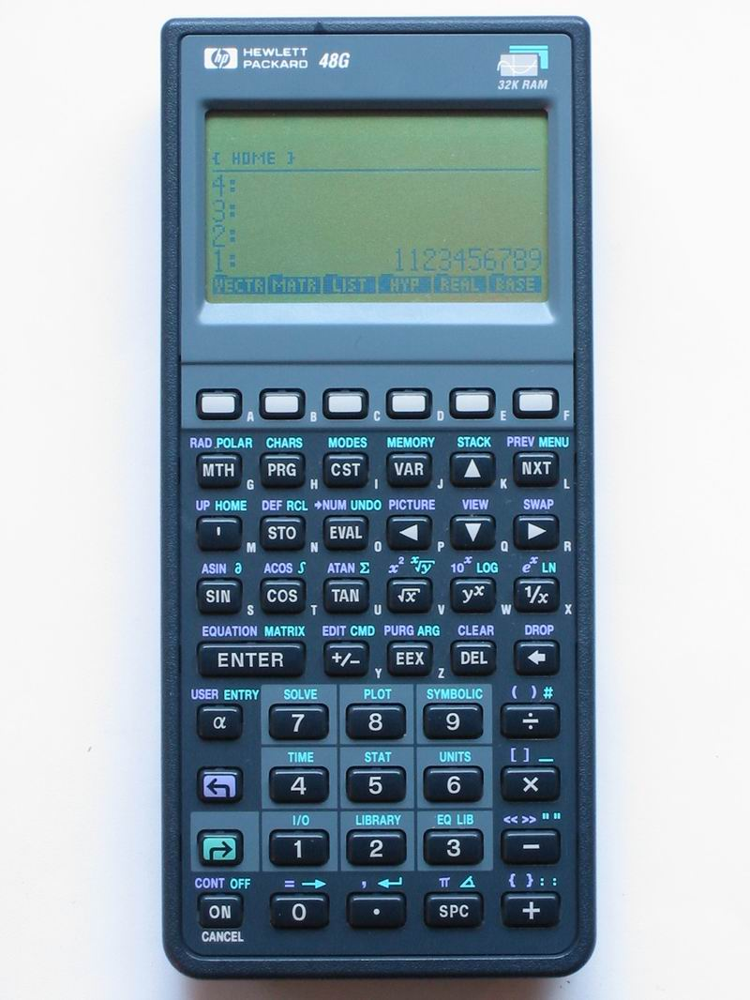 hp HEWLETT PACKARD 48G
32K RAM
{ HOME }
4:
3:
2:
1: 1123456789
VECTR MATR LIST HYP REAL BASE
A B C D E F
RAD POLAR CHARS MODES MEMORY STACK PREV MENU
MTH G PRG H CST I VAR J ▲ K NXT L
UP HOME DEF RCL →NUM UNDO PICTURE VIEW SWAP
' M STO N EVAL O ◀ P ▼ Q ▶ R
ASIN ∂ ACOS ∫ ATAN Σ x² ˣ√y 10ˣ LOG eˣ LN
SIN S COS T TAN U √x V yˣ W 1/x X
EQUATION MATRIX EDIT CMD PURG ARG CLEAR DROP
ENTER +/− Y EEX Z DEL ←
USER ENTRY SOLVE PLOT SYMBOLIC ( ) #
α 7 8 9 ÷
TIME STAT UNITS [ ] _
4 5 6 ×
I/O LIBRARY EQ LIB << >> " "
1 2 3 −
CONT OFF = → , ↵ π ∡ { } : :
ON 0 . SPC +
CANCEL